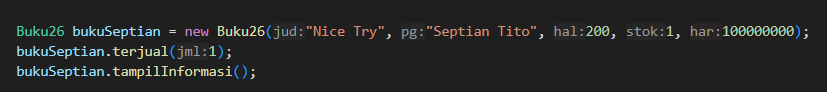 Buku26 bukuSeptian = new Buku26(jud:"Nice Try", pg:"Septian Tito", hal:200, stok:1, har:100000000);
bukuSeptian.terjual(jml:1);
bukuSeptian.tampilInformasi();